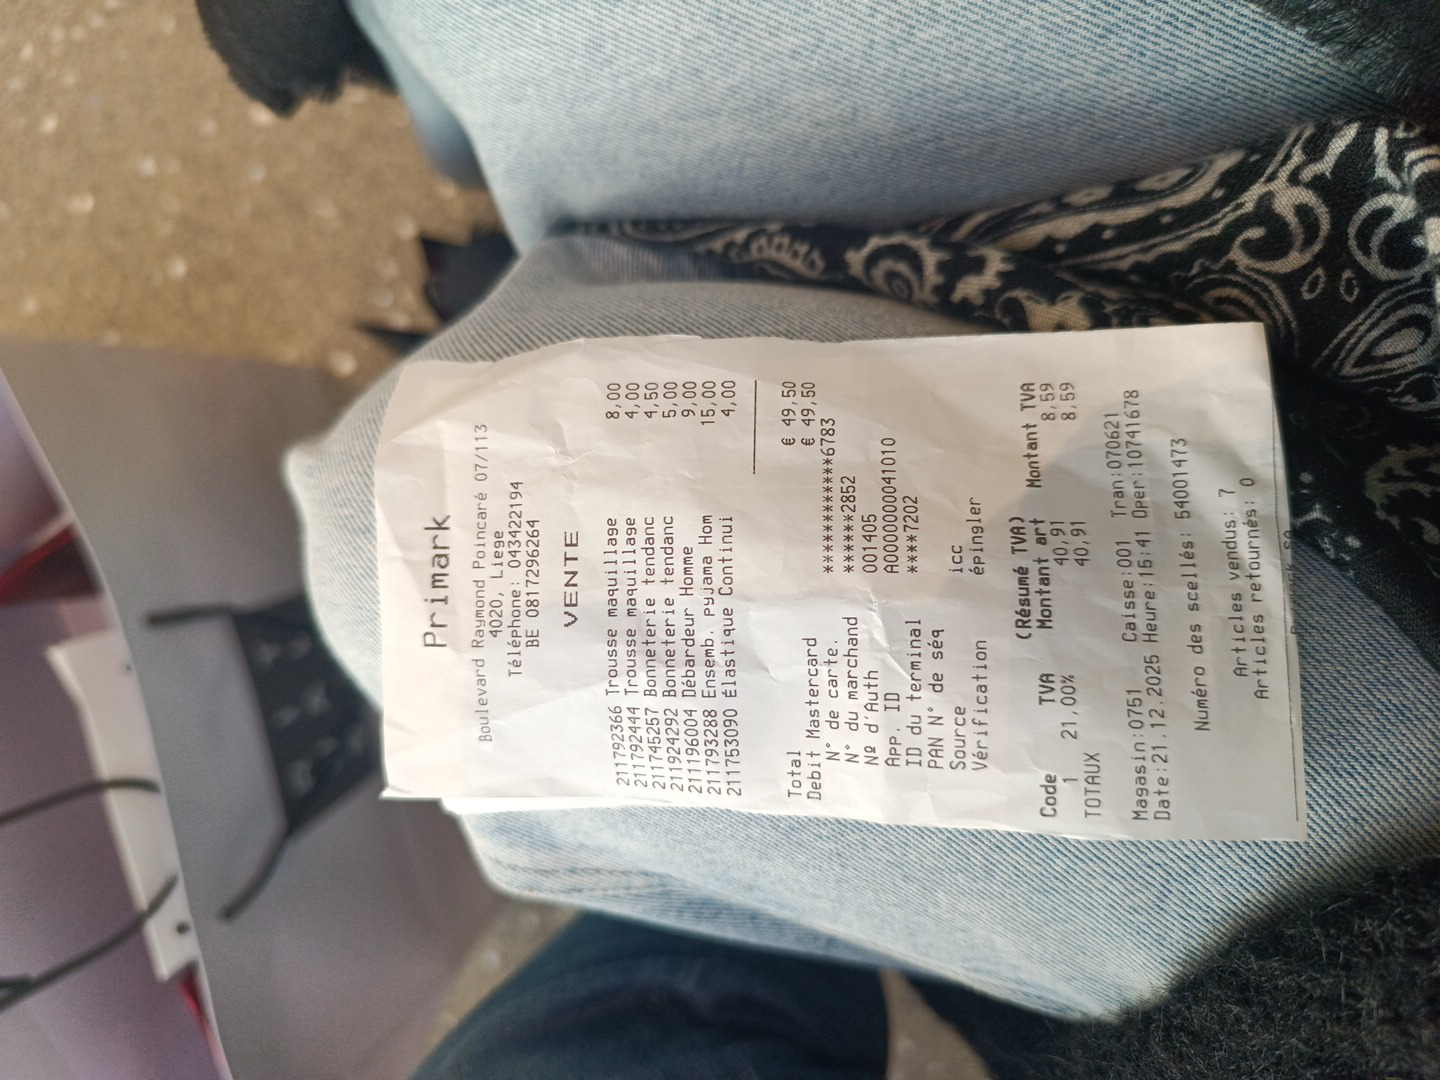 Primark
Boulevard Raymond Poincaré 07/113
4020, Liege
Téléphone: 043422194
BE 0817296264
VENTE
211792366 Trousse maquillage 8,00
211792444 Trousse maquillage 4,00
211745257 Bonneterie tendanc 4,50
211924292 Bonneterie tendanc 5,00
211196004 Débardeur Homme 9,00
211793288 Ensemb. pyjama Hom 15,00
211753090 Élastique Continui 4,00
Total € 49,50
Debit Mastercard € 49,50
N° de carte. ************6783
N° du marchand ******2852
Nº d'Auth 001405
APP. ID A0000000041010
ID du terminal ****7202
PAN N° de séq
Source icc
Vérification épingler
(Résumé TVA)
Code TVA Montant art Montant TVA
1 21,00% 40,91 8,59
TOTAUX 40,91 8,59
Magasin:0751 Caisse:001 Tran:070621
Date:21.12.2025 Heure:15:41 Oper:10741678
Numéro des scellés: 54001473
Articles vendus: 7
Articles retournés: 0